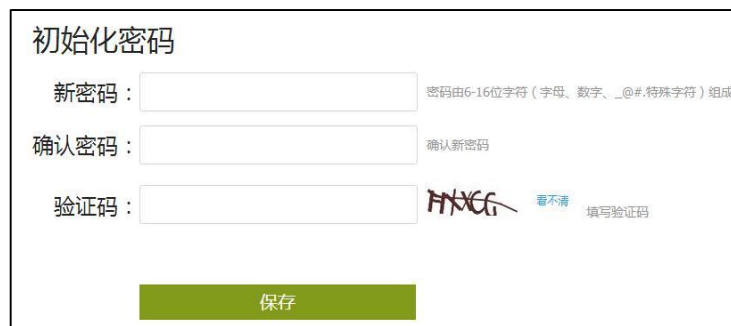 初始化密码
新密码： 密码由6-16位字符（字母、数字、_@#.特殊字符）组成
确认密码： 确认新密码
验证码： 看不清 填写验证码
保存